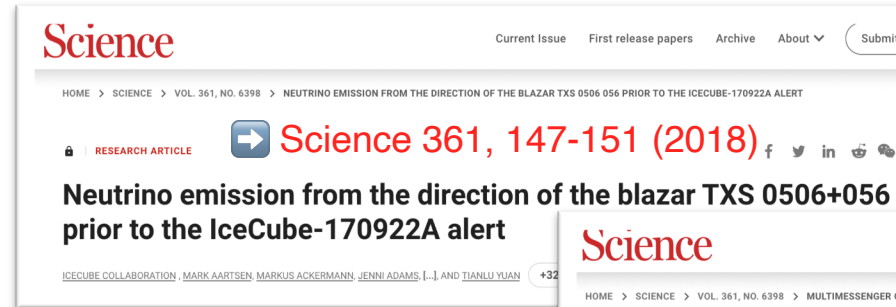 Science
Current Issue First release papers Archive About
HOME > SCIENCE > VOL. 361, NO. 6398 > NEUTRINO EMISSION FROM THE DIRECTION OF THE BLAZAR TXS 0506 056 PRIOR TO THE ICECUBE-170922A ALERT
RESEARCH ARTICLE
➡ Science 361, 147-151 (2018)
Neutrino emission from the direction of the blazar TXS 0506+056
prior to the IceCube-170922A alert
ICECUBE COLLABORATION , MARK AARTSEN, MARKUS ACKERMANN, JENNI ADAMS, [...], AND TIANLU YUAN +32
Science
HOME > SCIENCE > VOL. 361, NO. 6398 > MULTIMESSENGER